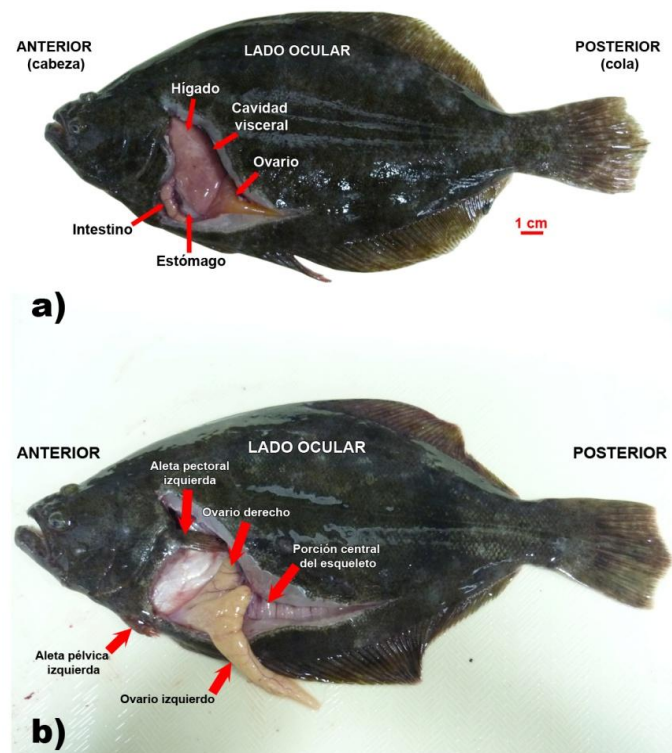 ANTERIOR
(cabeza)
LADO OCULAR
POSTERIOR
(cola)
Hígado
Cavidad
visceral
Ovario
Intestino
Estómago
1 cm
a)
ANTERIOR
LADO OCULAR
POSTERIOR
Aleta pectoral
izquierda
Ovario derecho
Porción central
del esqueleto
Aleta pélvica
izquierda
Ovario izquierdo
b)